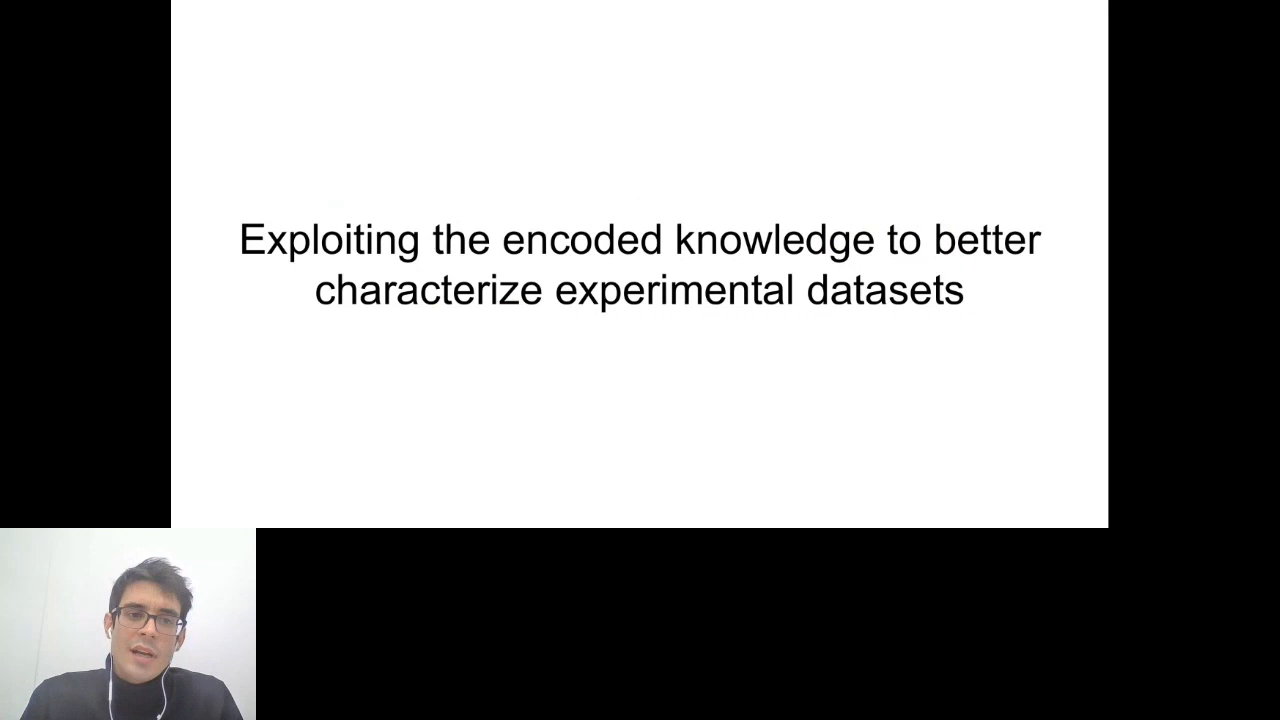 Exploiting the encoded knowledge to better
characterize experimental datasets